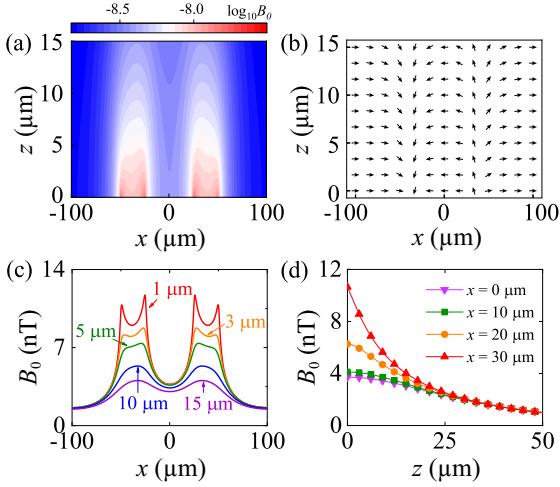 -8.5 -8.0 log₁₀B₀
(a)
15
10
5
0
z (μm)
-100 0 100
x (μm)
(b)
15
10
5
0
z (μm)
-100 0 100
x (μm)
(c)
14
7
0
B₀ (nT)
1 μm
5 μm
3 μm
10 μm
15 μm
-100 0 100
x (μm)
(d)
12
8
4
0
B₀ (nT)
x = 0 μm
x = 10 μm
x = 20 μm
x = 30 μm
0 25 50
z (μm)